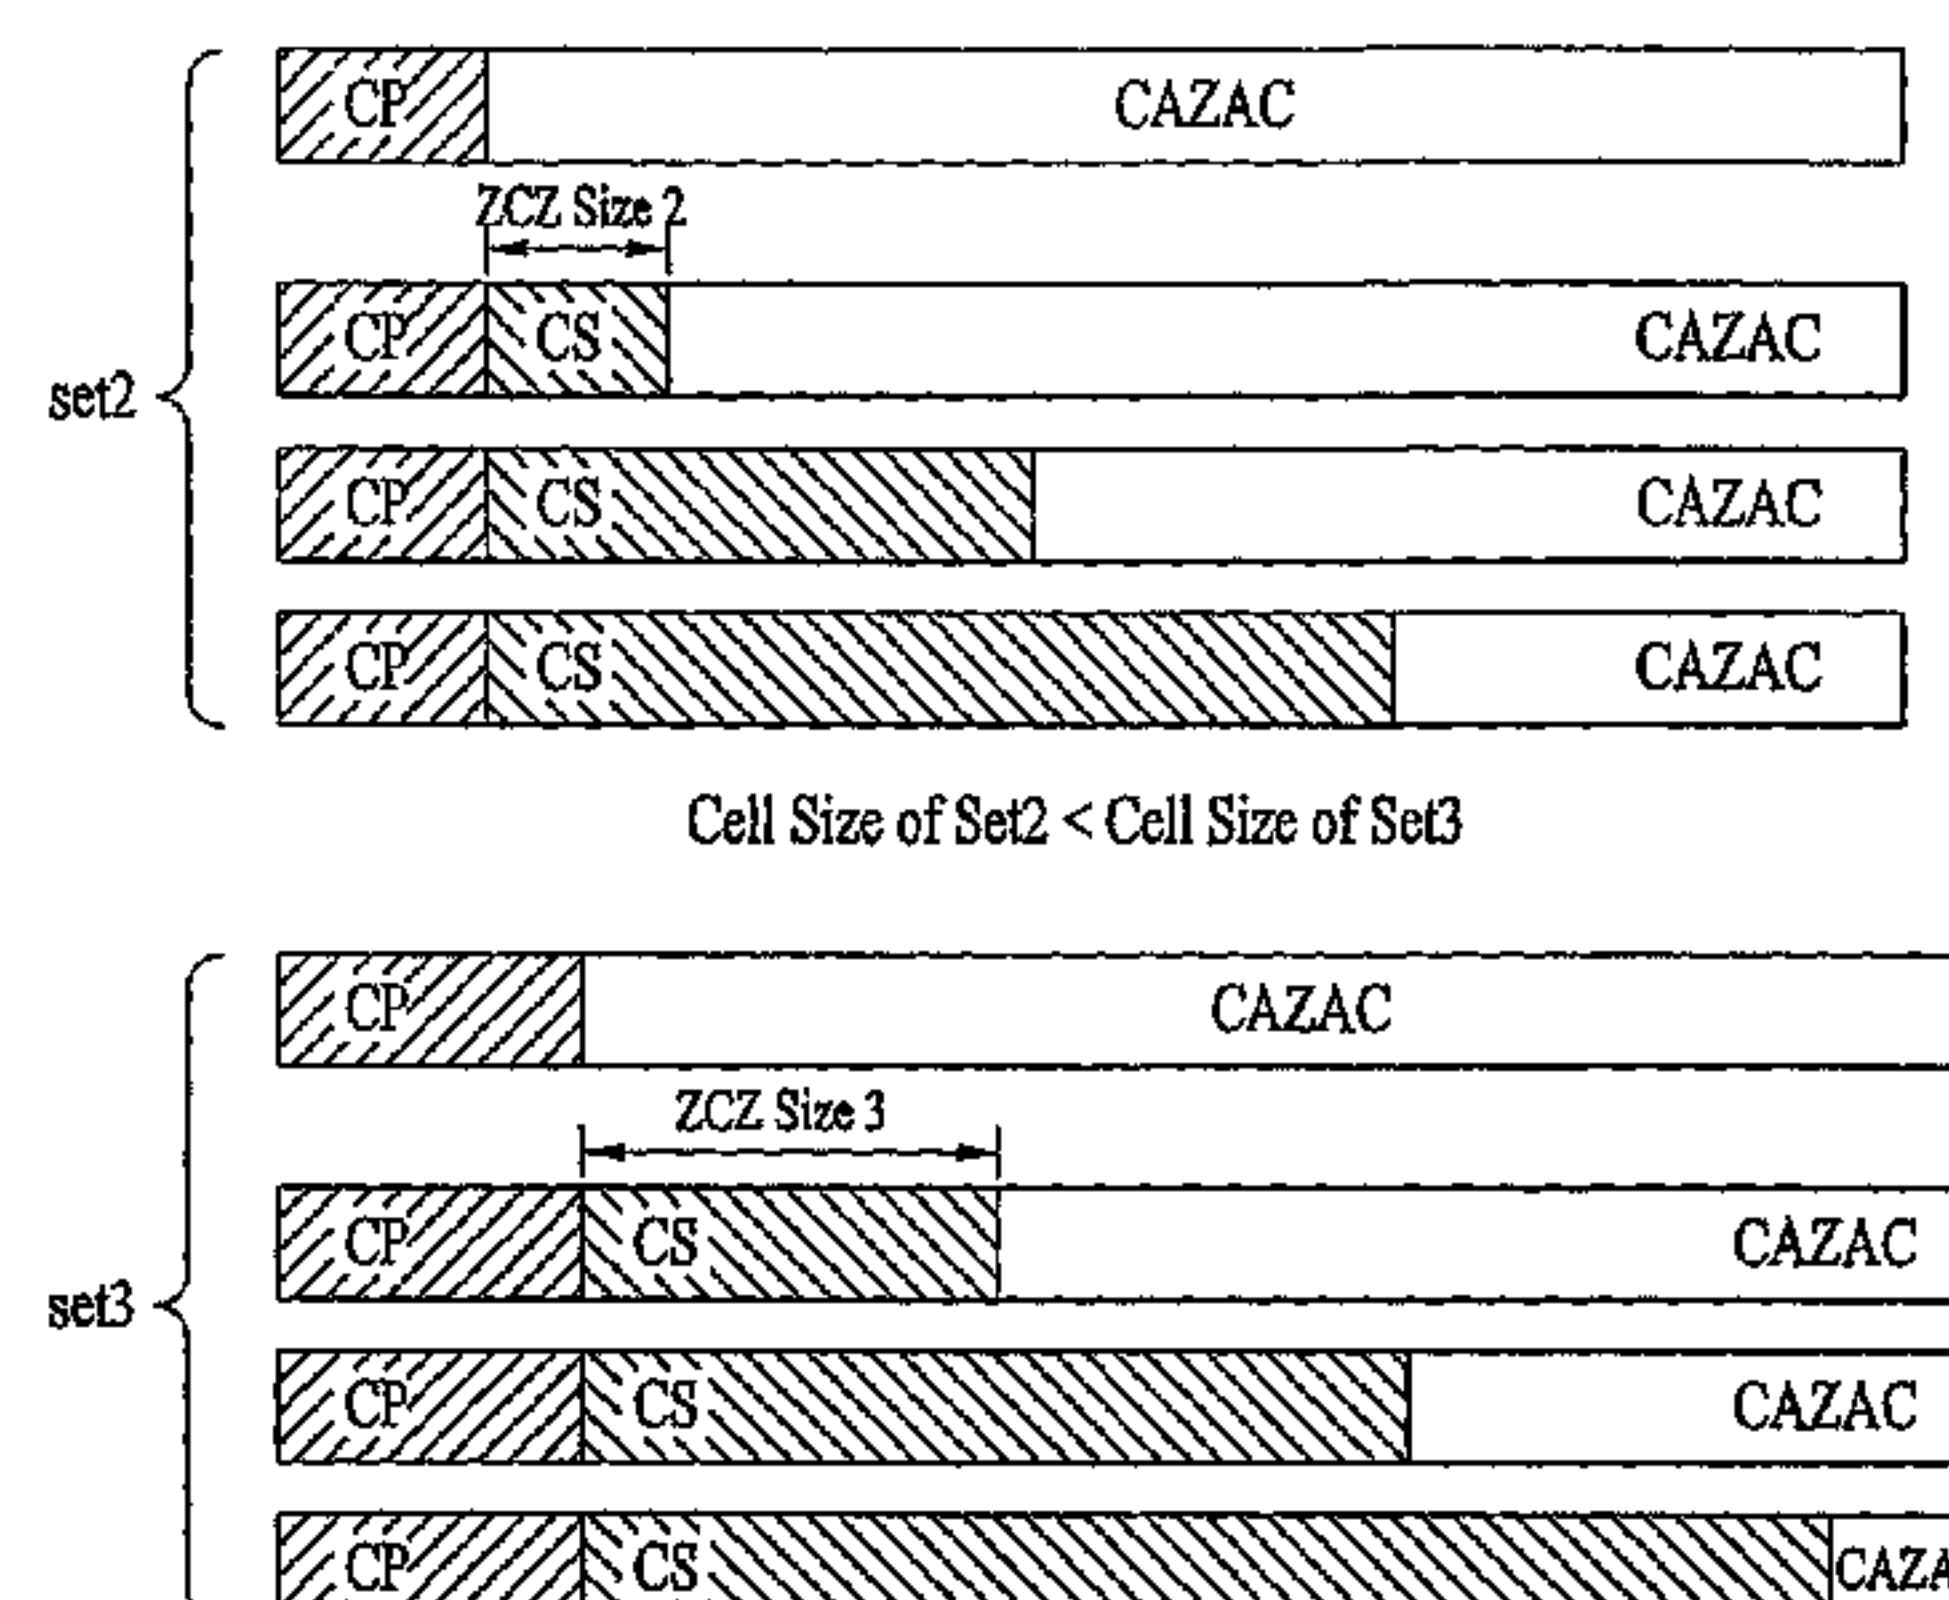 CP CAZAC
ZCZ Size 2
CP CS CAZAC
set2
CP CS CAZAC
CP CS CAZAC
Cell Size of Set2 < Cell Size of Set3
CP CAZAC
ZCZ Size 3
CP CS CAZAC
set3
CP CS CAZAC
CP CS CAZA